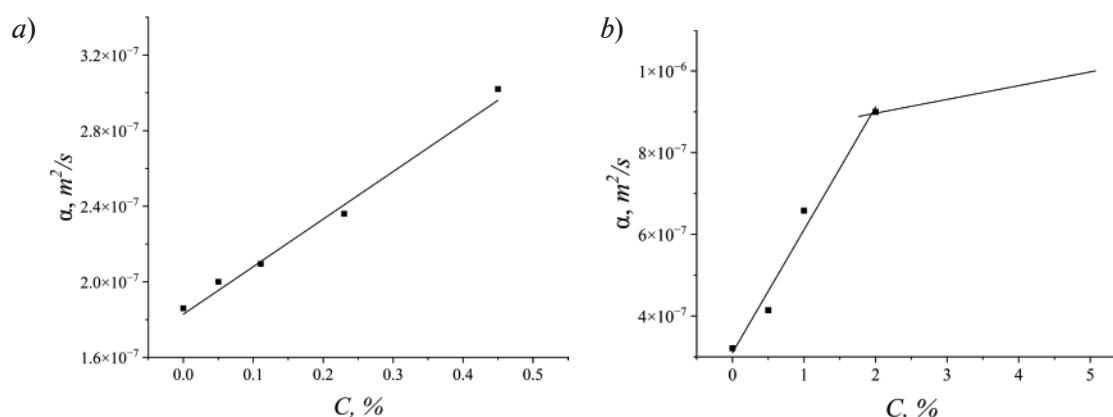 a)
3.2×10⁻⁷
2.8×10⁻⁷
2.4×10⁻⁷
2.0×10⁻⁷
1.6×10⁻⁷
α, m²/s
0.0 0.1 0.2 0.3 0.4 0.5
C, %
b)
1×10⁻⁶
8×10⁻⁷
6×10⁻⁷
4×10⁻⁷
α, m²/s
0 1 2 3 4 5
C, %